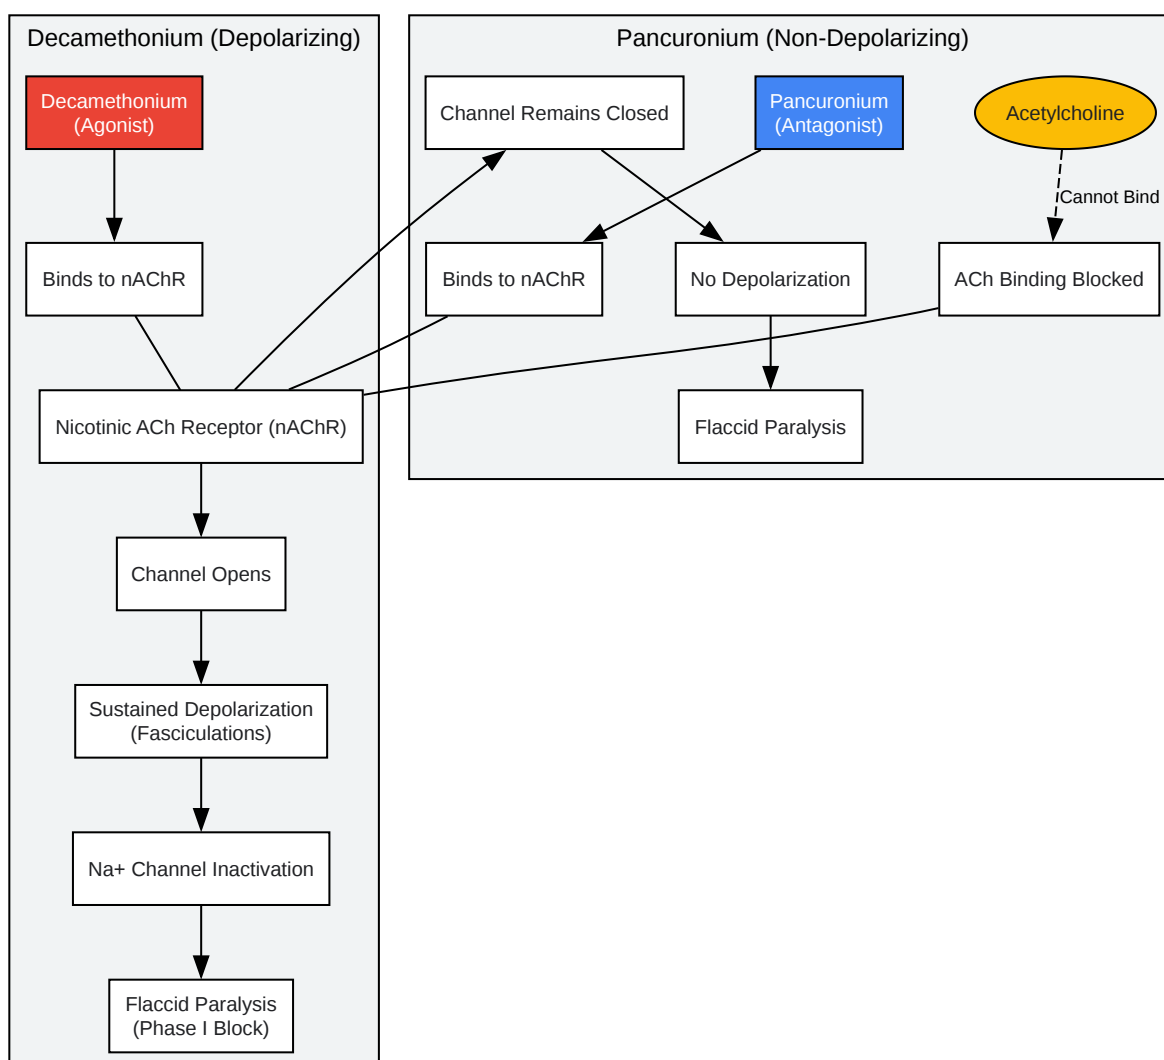 Decamethonium (Depolarizing)
Decamethonium
(Agonist)
Binds to nAChR
Nicotinic ACh Receptor (nAChR)
Channel Opens
Sustained Depolarization
(Fasciculations)
Na+ Channel Inactivation
Flaccid Paralysis
(Phase I Block)
Pancuronium (Non-Depolarizing)
Channel Remains Closed
Pancuronium
(Antagonist)
Acetylcholine
Cannot Bind
Binds to nAChR
No Depolarization
ACh Binding Blocked
Flaccid Paralysis